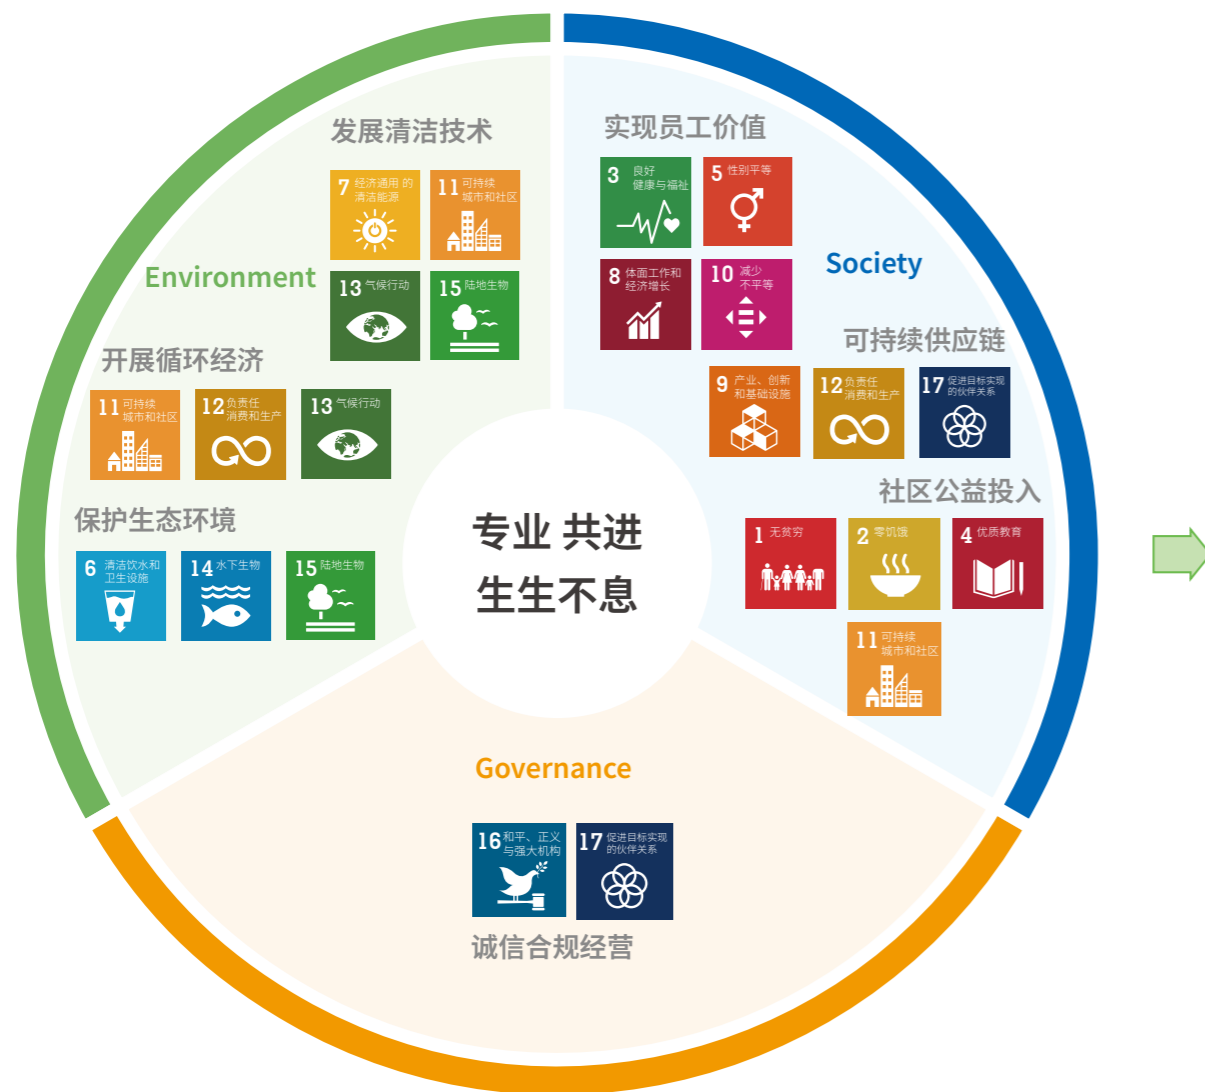 发展清洁技术
7 经济通用 的
清洁能源
11 可持续
城市和社区
13 气候行动
15 陆地生物
Environment
开展循环经济
11 可持续
城市和社区
12 负责任
消费和生产
13 气候行动
保护生态环境
6 清洁饮水和
卫生设施
14 水下生物
15 陆地生物
实现员工价值
3 良好
健康与福祉
5 性别平等
8 体面工作和
经济增长
10 减少
不平等
Society
可持续供应链
9 产业、创新
和基础设施
12 负责任
消费和生产
17 促进目标实现
的伙伴关系
社区公益投入
1 无贫穷
2 零饥饿
4 优质教育
11 可持续
城市和社区
专业 共进
生生不息
Governance
16 和平、正义
与强大机构
17 促进目标实现
的伙伴关系
诚信合规经营